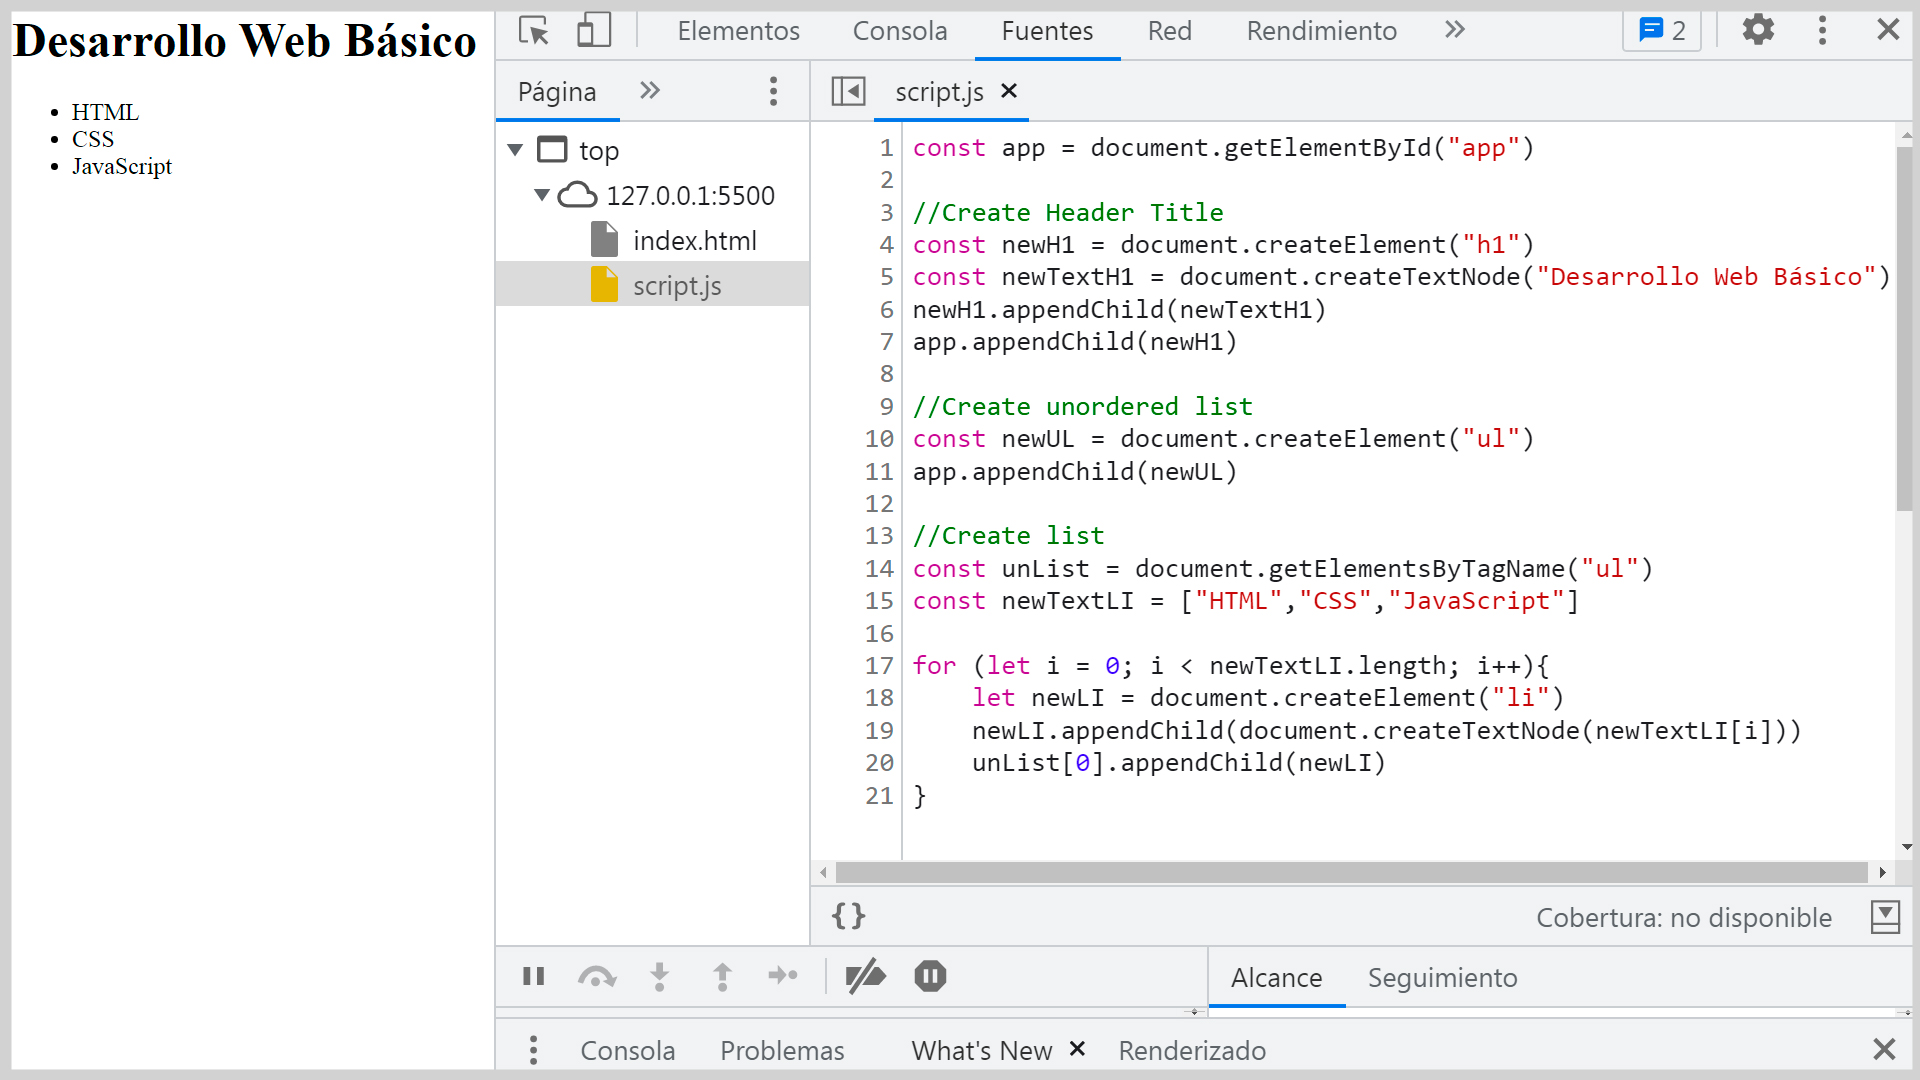 Desarrollo Web Básico
HTML
CSS
JavaScript
Elementos Consola Fuentes Red Rendimiento » 2
Página »
script.js
top
127.0.0.1:5500
index.html
script.js
1 const app = document.getElementById("app")
2
3 //Create Header Title
4 const newH1 = document.createElement("h1")
5 const newTextH1 = document.createTextNode("Desarrollo Web Básico")
6 newH1.appendChild(newTextH1)
7 app.appendChild(newH1)
8
9 //Create unordered list
10 const newUL = document.createElement("ul")
11 app.appendChild(newUL)
12
13 //Create list
14 const unList = document.getElementsByTagName("ul")
15 const newTextLI = ["HTML","CSS","JavaScript"]
16
17 for (let i = 0; i < newTextLI.length; i++){
18     let newLI = document.createElement("li")
19     newLI.appendChild(document.createTextNode(newTextLI[i]))
20     unList[0].appendChild(newLI)
21 }
{} Cobertura: no disponible
Alcance Seguimiento
Consola Problemas What's New Renderizado